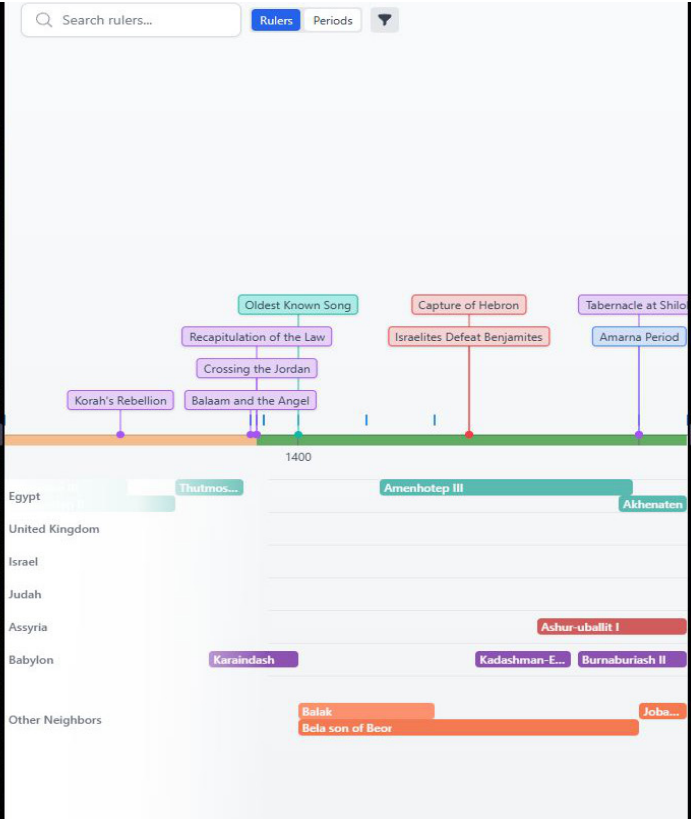 Search rulers...
Rulers
Periods
Oldest Known Song
Capture of Hebron
Tabernacle at Shilo
Recapitulation of the Law
Israelites Defeat Benjamites
Amarna Period
Crossing the Jordan
Korah's Rebellion
Balaam and the Angel
1400
Egypt
Thutmos...
Amenhotep III
Akhenaten
United Kingdom
Israel
Judah
Assyria
Ashur-uballit I
Babylon
Karaindash
Kadashman-E...
Burnaburiash II
Other Neighbors
Balak
Joba...
Bela son of Beor